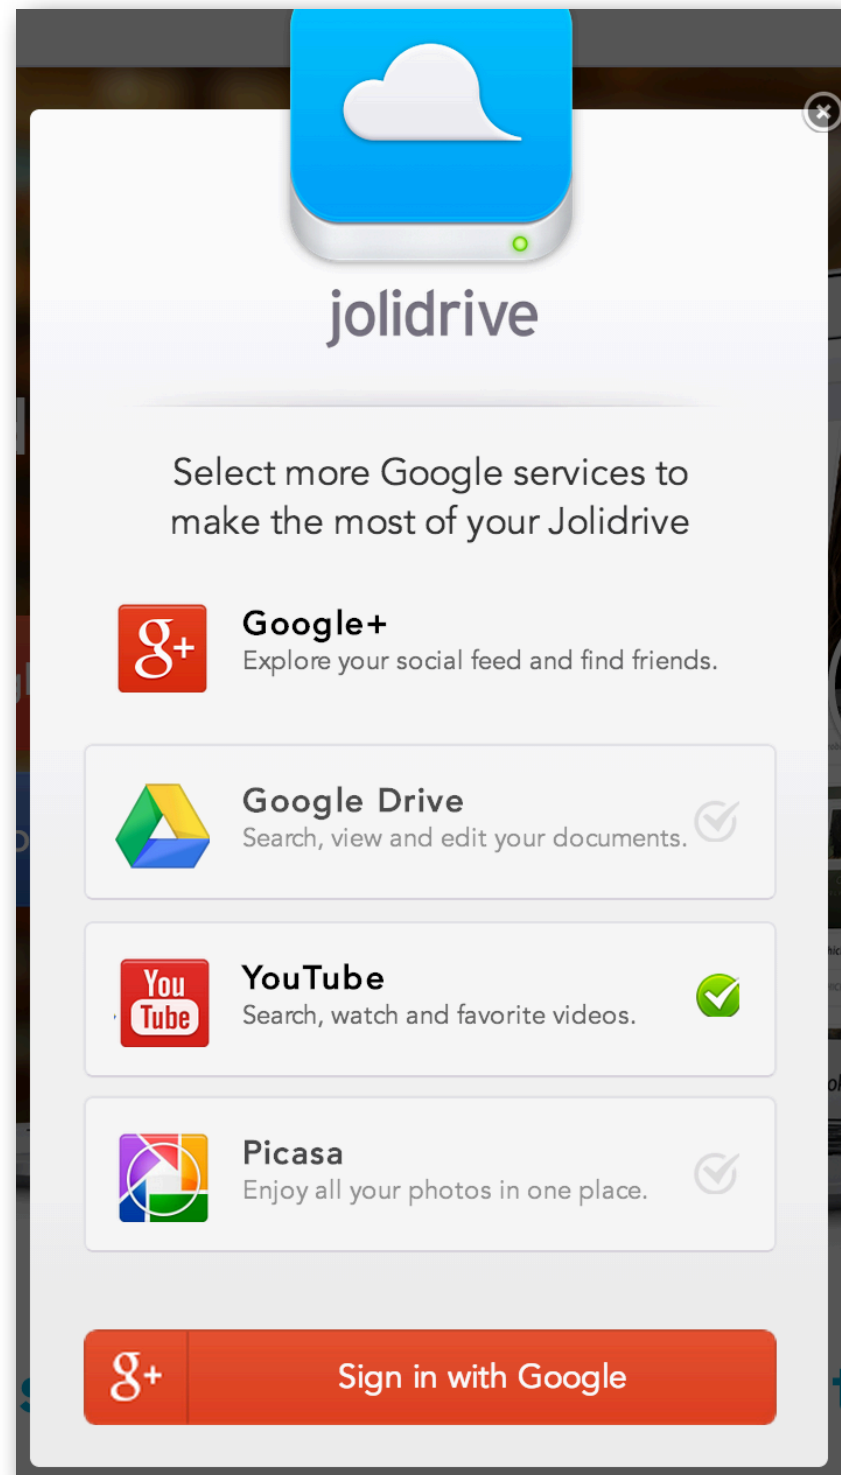 jolidrive
Select more Google services to
make the most of your Jolidrive
g+
Google+
Explore your social feed and find friends.
Google Drive
Search, view and edit your documents.
You
Tube
YouTube
Search, watch and favorite videos.
Picasa
Enjoy all your photos in one place.
g+
Sign in with Google